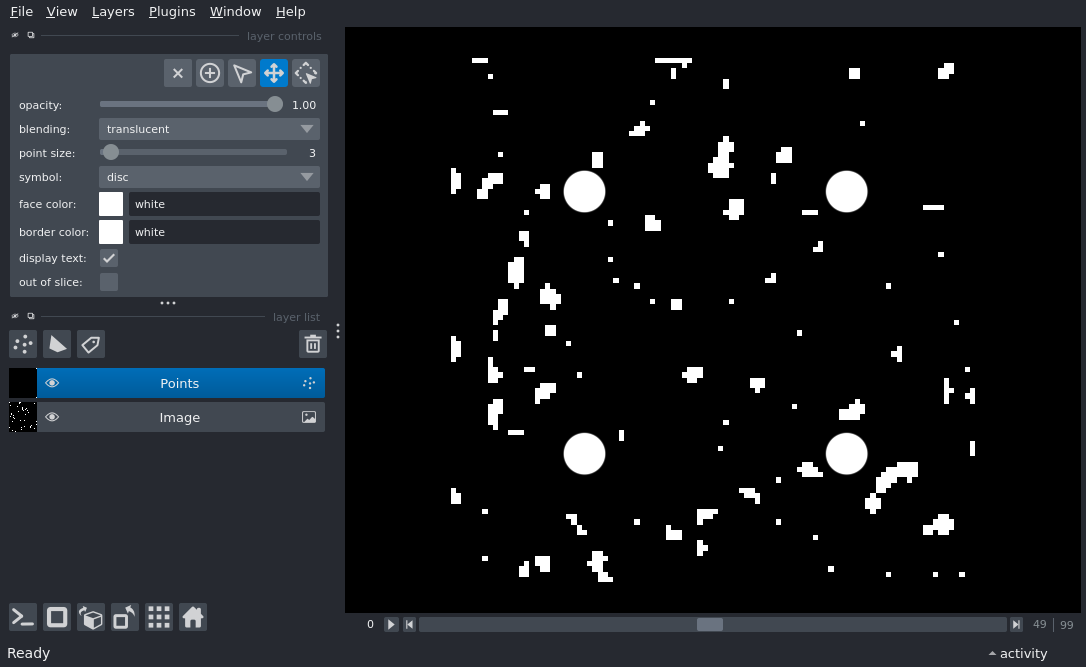 File View Layers Plugins Window Help
layer controls
opacity: 1.00
blending: translucent
point size: 3
symbol: disc
face color: white
border color: white
display text:
out of slice:
layer list
Points
Image
0 49 99
Ready activity